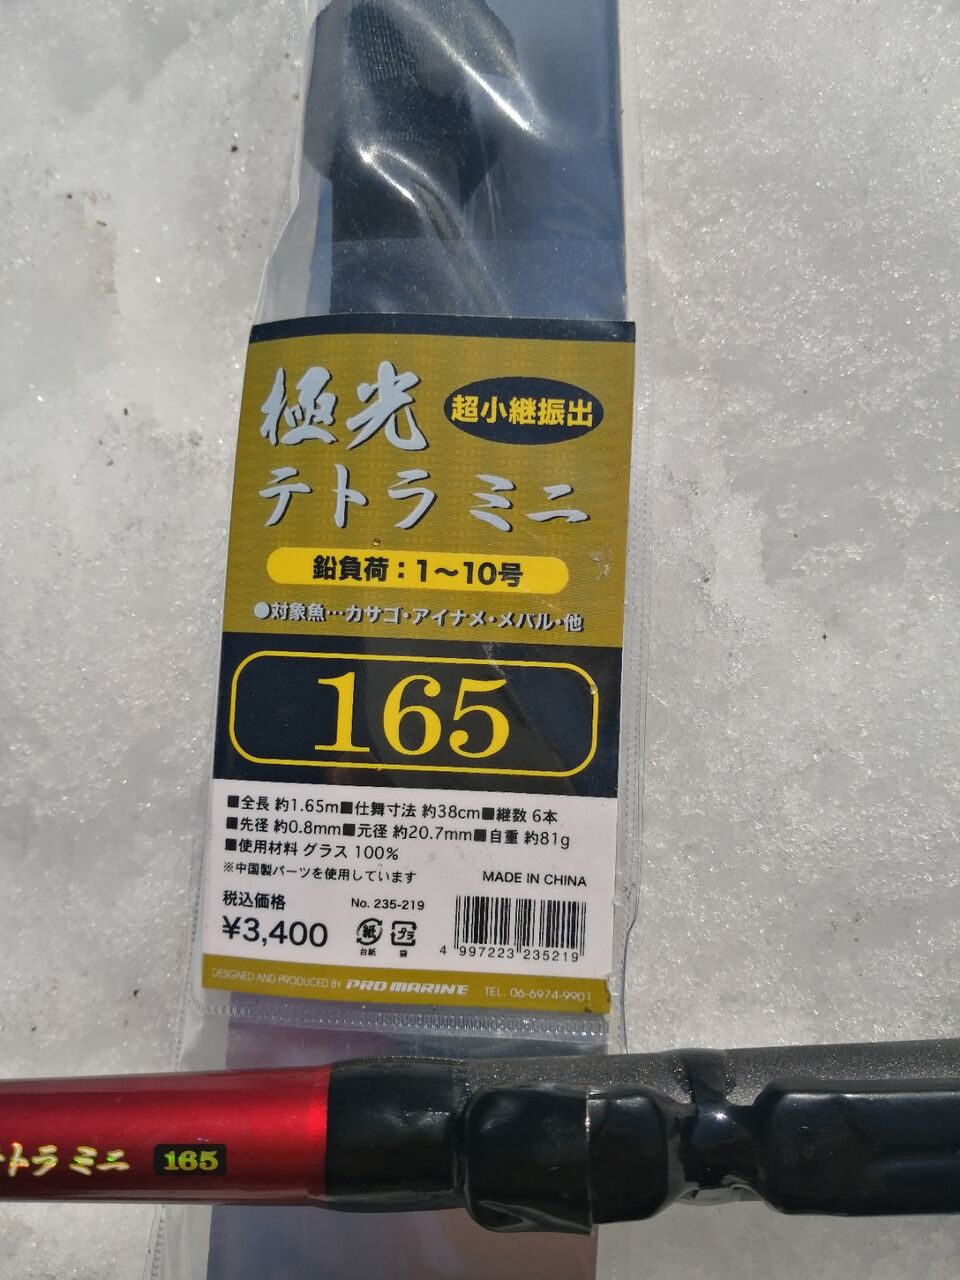 極光
超小継振出
テトラ ミニ
鉛負荷：1〜10号
●対象魚…カサゴ・アイナメ・メバル・他
165
■全長 約1.65m■仕舞寸法 約38cm■継数 6本
■先径 約0.8mm■元径 約20.7mm■自重 約81g
■使用材料 グラス 100％
※中国製パーツを使用しています
MADE IN CHINA
税込価格
¥3,400
No. 235-219
紙
台紙
プラ
袋
4 997223 235219
DESIGNED AND PRODUCED BY PRO MARINE TEL. 06-6974-9901
トラ ミニ 165